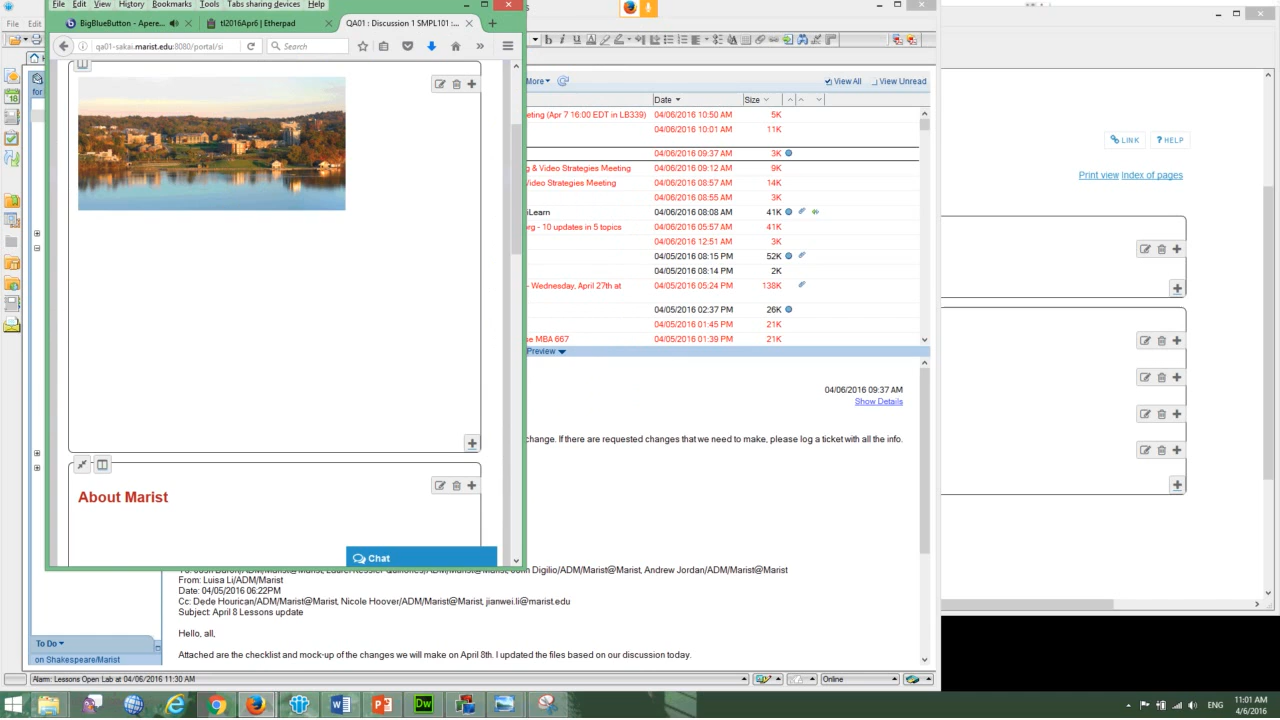 File Edit View History Bookmarks Tools Tabs sharing devices Help
BigBlueButton - Apere...
tl2016Apr6 | Etherpad
QA01 : Discussion 1 SMPL101 :...
qa01-sakai.marist.edu:8080/portal/si
Search
About Marist
Chat
File
for
More
View All
View Unread
Date
Size
eting (Apr 7 16:00 EDT in LB339) 04/06/2016 10:50 AM 5K
04/06/2016 10:01 AM 11K
04/06/2016 09:37 AM 3K
g & Video Strategies Meeting 04/06/2016 09:12 AM 9K
Video Strategies Meeting 04/06/2016 08:57 AM 14K
04/06/2016 08:55 AM 3K
iLearn 04/06/2016 08:08 AM 41K
org - 10 updates in 5 topics 04/06/2016 05:57 AM 41K
04/06/2016 12:51 AM 3K
04/05/2016 08:15 PM 52K
04/05/2016 08:14 PM 2K
- Wednesday, April 27th at 04/05/2016 05:24 PM 138K
04/05/2016 02:37 PM 26K
04/05/2016 01:45 PM 21K
ne MBA 667 04/05/2016 01:39 PM 21K
Preview
04/06/2016 09:37 AM
Show Details
change. If there are requested changes that we need to make, please log a ticket with all the info.
Andrew Jordan/ADM/Marist@Marist
From: Luisa Li/ADM/Marist
Date: 04/05/2016 06:22PM
Cc: Dede Hourican/ADM/Marist@Marist, Nicole Hoover/ADM/Marist@Marist, jianwei.li@marist.edu
Subject: April 8 Lessons update
Hello, all,
Attached are the checklist and mock-up of the changes we will make on April 8th. I updated the files based on our discussion today.
To Do
on Shakespeare/Marist
Alarm: Lessons Open Lab at 04/06/2016 11:30 AM
Online
File
LINK
HELP
Print view Index of pages
ENG
11:01 AM
4/6/2016